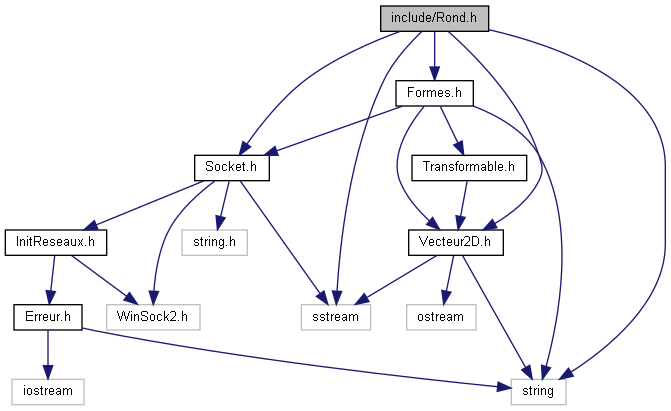 include/Rond.h
Formes.h
Socket.h
Transformable.h
InitReseaux.h
string.h
Vecteur2D.h
Erreur.h
WinSock2.h
sstream
ostream
iostream
string